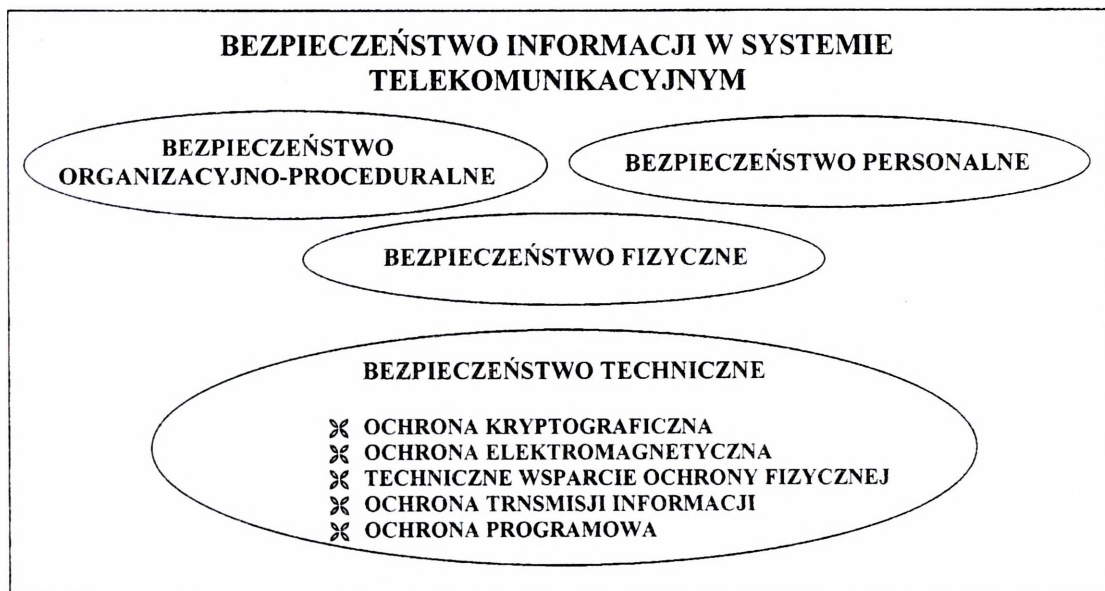 BEZPIECZEŃSTWO INFORMACJI W SYSTEMIE
TELEKOMUNIKACYJNYM
BEZPIECZEŃSTWO
ORGANIZACYJNO-PROCEDURALNE
BEZPIECZEŃSTWO PERSONALNE
BEZPIECZEŃSTWO FIZYCZNE
BEZPIECZEŃSTWO TECHNICZNE
OCHRONA KRYPTOGRAFICZNA
OCHRONA ELEKTROMAGNETYCZNA
TECHNICZNE WSPARCIE OCHRONY FIZYCZNEJ
OCHRONA TRNSMISJI INFORMACJI
OCHRONA PROGRAMOWA